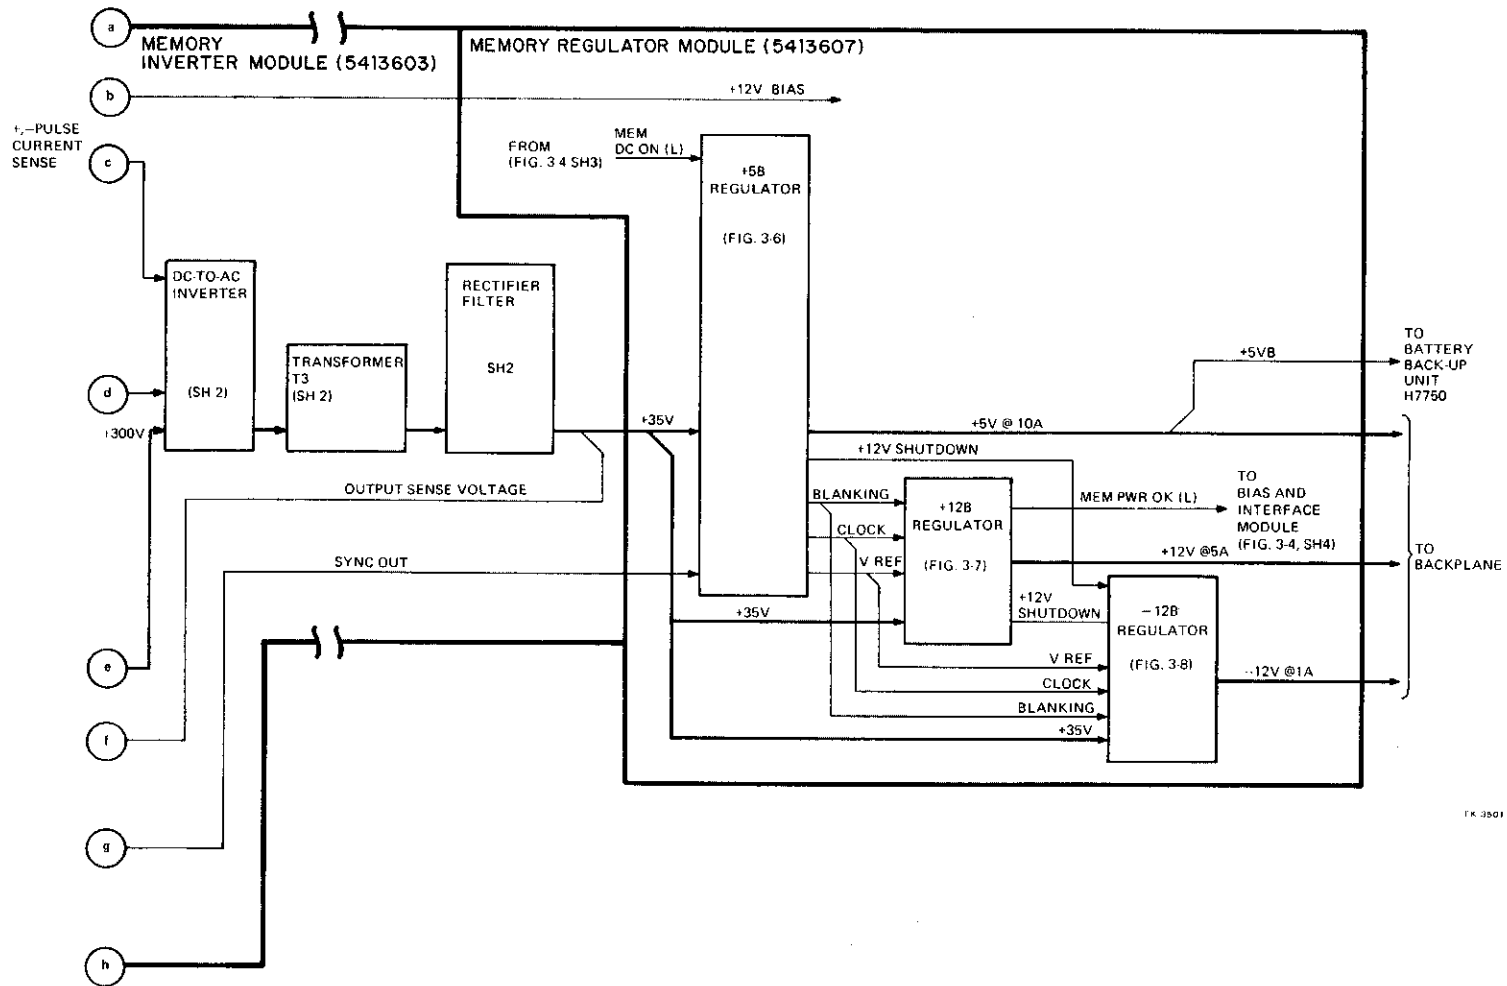 a
MEMORY
INVERTER MODULE (5413603)
MEMORY REGULATOR MODULE (5413607)
b
+12V BIAS
+,−PULSE
CURRENT
SENSE
c
FROM
(FIG. 3 4 SH3)
MEM
DC ON (L)
+5B
REGULATOR
(FIG. 3-6)
DC-TO-AC
INVERTER
(SH 2)
TRANSFORMER
T3
(SH 2)
RECTIFIER
FILTER
SH2
d
+300V
+35V
+5VB
TO
BATTERY
BACK-UP
UNIT
H7750
+5V @ 10A
+12V SHUTDOWN
OUTPUT SENSE VOLTAGE
BLANKING
CLOCK
V REF
+12B
REGULATOR
(FIG. 3-7)
MEM PWR OK (L)
TO
BIAS AND
INTERFACE
MODULE
(FIG. 3-4, SH4)
+12V @5A
TO
BACKPLANE
SYNC OUT
+35V
+12V
SHUTDOWN
−12B
REGULATOR
(FIG. 3-8)
V REF
CLOCK
BLANKING
+35V
--12V @1A
e
f
g
h
TK 3501